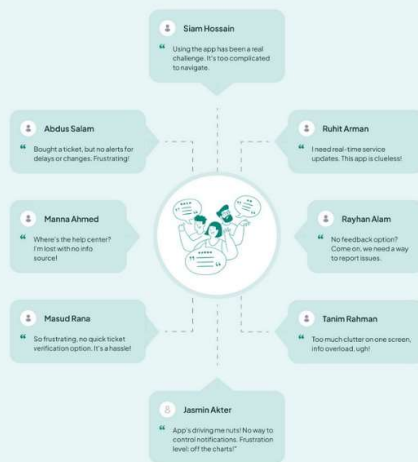 Siam Hossain
“ Using the app has been a real
challenge. It's too complicated
to navigate.
Abdus Salam
“ Bought a ticket, but no alerts for
delays or changes. Frustrating!
Ruhit Arman
“ I need real-time service
updates. This app is clueless!
Manna Ahmed
“ Where's the help center?
I'm lost with no info
source!
Rayhan Alam
“ No feedback option?
Come on, we need a way
to report issues.
Masud Rana
“ So frustrating, no quick ticket
verification option. It's a hassle!
Tanim Rahman
“ Too much clutter on one screen,
info overload, ugh!
Jasmin Akter
“ App's driving me nuts! No way to
control notifications. Frustration
level: off the charts!"